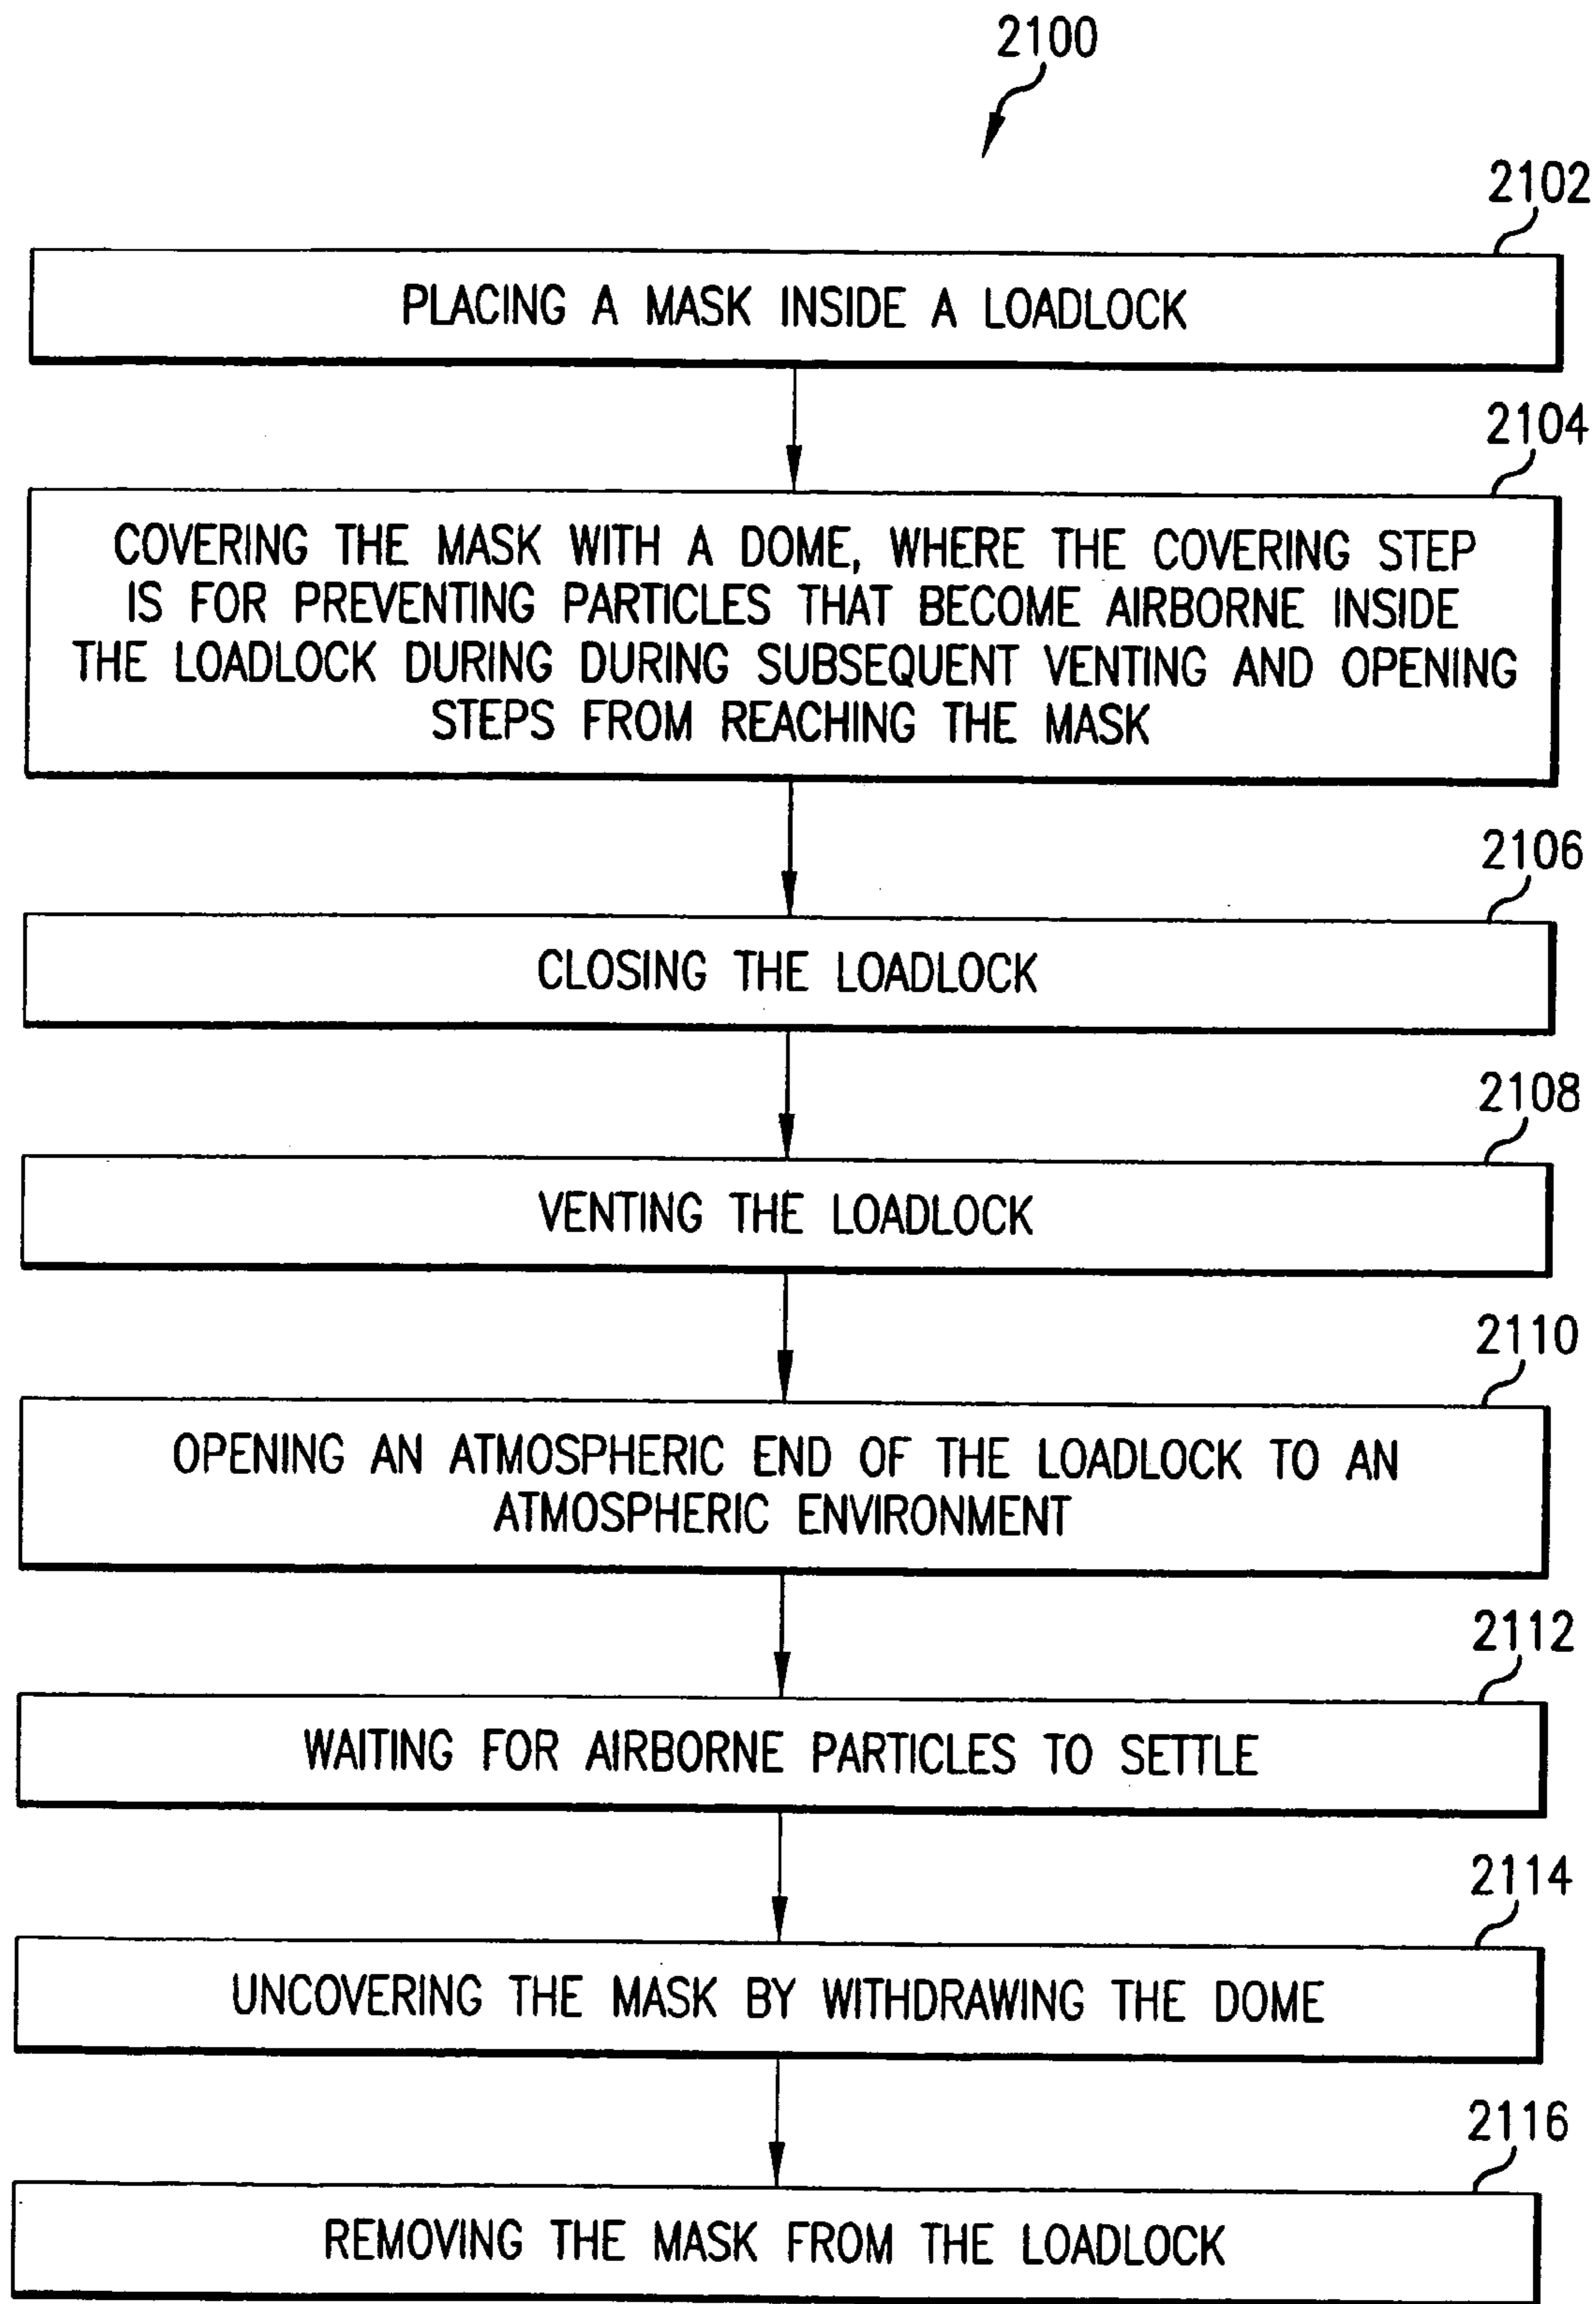 2100
2102
PLACING A MASK INSIDE A LOADLOCK
2104
COVERING THE MASK WITH A DOME, WHERE THE COVERING STEP
IS FOR PREVENTING PARTICLES THAT BECOME AIRBORNE INSIDE
THE LOADLOCK DURING DURING SUBSEQUENT VENTING AND OPENING
STEPS FROM REACHING THE MASK
2106
CLOSING THE LOADLOCK
2108
VENTING THE LOADLOCK
2110
OPENING AN ATMOSPHERIC END OF THE LOADLOCK TO AN
ATMOSPHERIC ENVIRONMENT
2112
WAITING FOR AIRBORNE PARTICLES TO SETTLE
2114
UNCOVERING THE MASK BY WITHDRAWING THE DOME
2116
REMOVING THE MASK FROM THE LOADLOCK